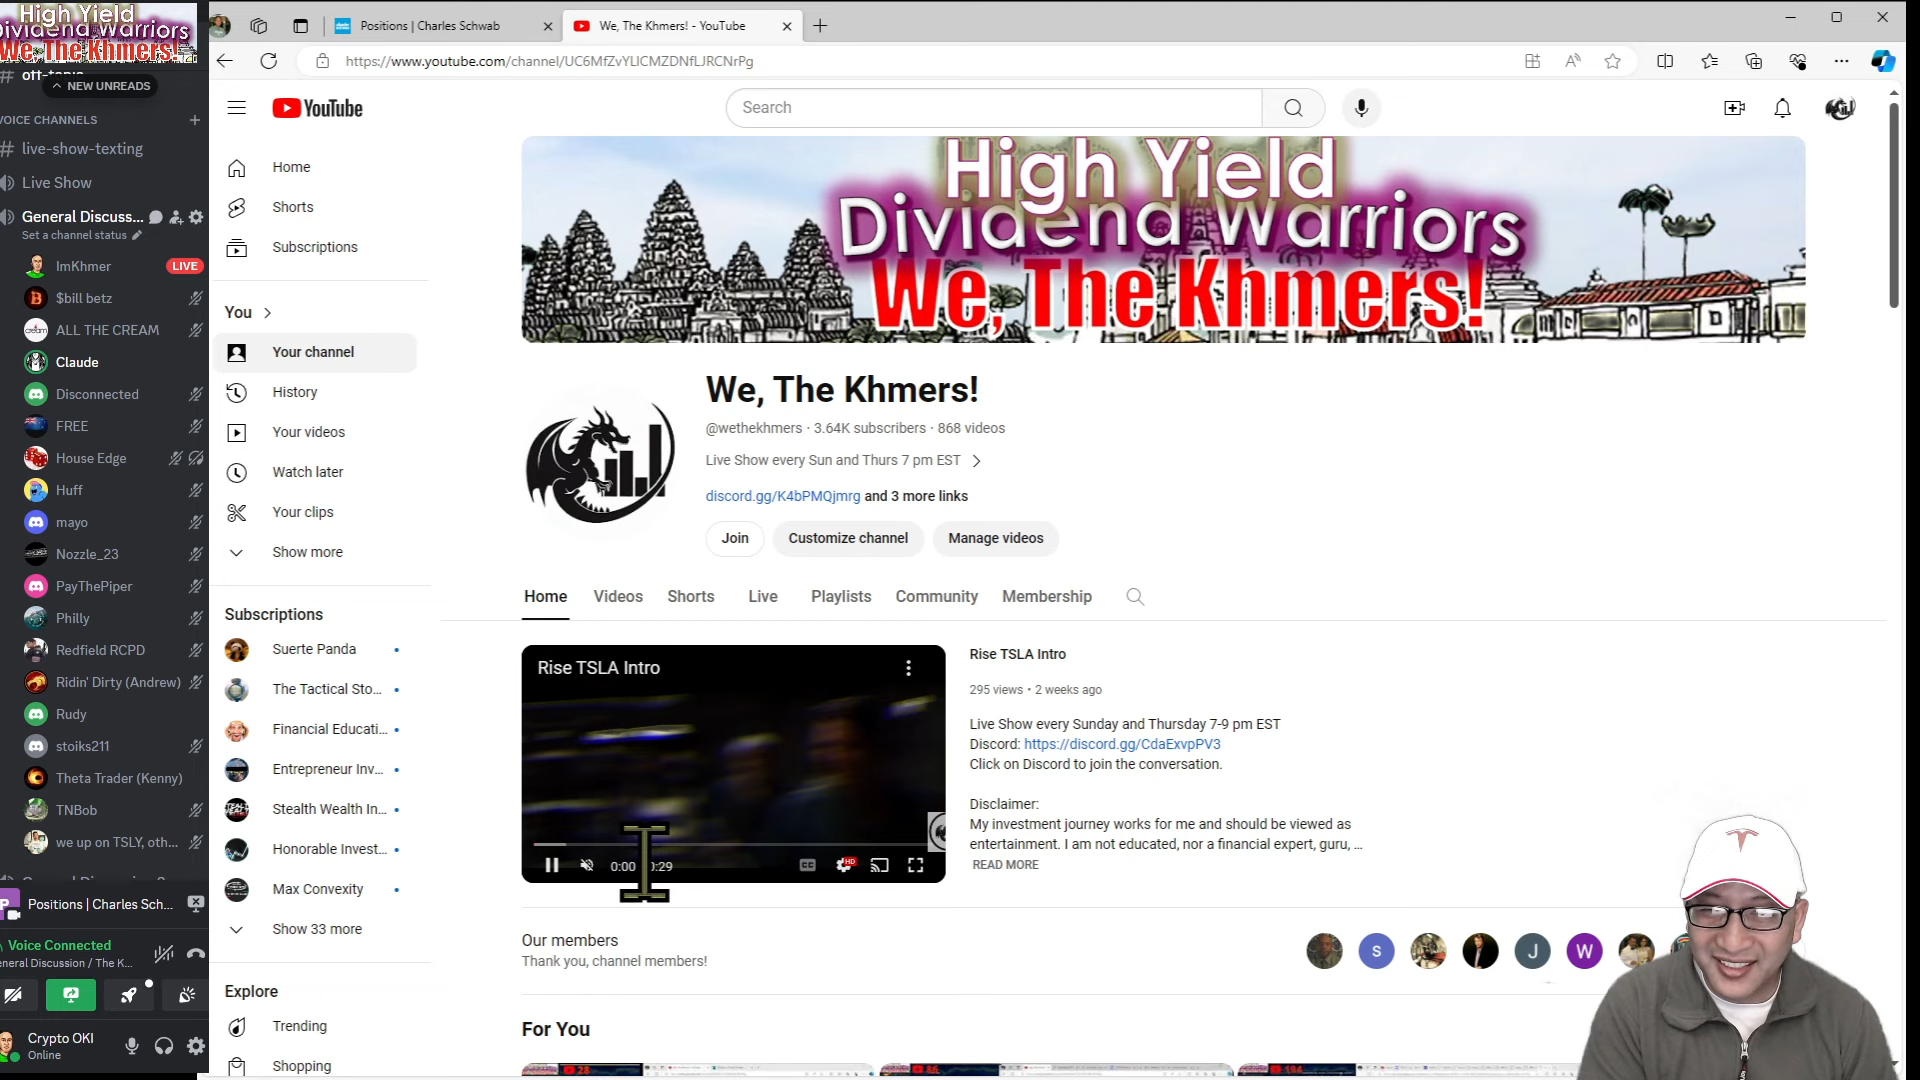 High Yield
Dividend Warriors
We, The Khmers!
off-topic
NEW UNREADS
VOICE CHANNELS
live-show-texting
Live Show
General Discuss...
Set a channel status
ImKhmer
LIVE
$bill betz
ALL THE CREAM
Claude
Disconnected
FREE
House Edge
Huff
mayo
Nozzle_23
PayThePiper
Philly
Redfield RCPD
Ridin' Dirty (Andrew)
Rudy
stoiks211
Theta Trader (Kenny)
TNBob
we up on TSLY, oth...
Positions | Charles Sch...
Voice Connected
eneral Discussion / The K...
Crypto OKI
Online
Positions | Charles Schwab
We, The Khmers! - YouTube
https://www.youtube.com/channel/UC6MfZvYLlCMZDNfLJRCNrPg
YouTube
Search
Home
Shorts
Subscriptions
You
Your channel
History
Your videos
Watch later
Your clips
Show more
Subscriptions
Suerte Panda
The Tactical Sto...
Financial Educati...
Entrepreneur Inv...
Stealth Wealth In...
Honorable Invest...
Max Convexity
Show 33 more
Explore
Trending
Shopping
High Yield
Dividend Warriors
We, The Khmers!
We, The Khmers!
@wethekhmers · 3.64K subscribers · 868 videos
Live Show every Sun and Thurs 7 pm EST
discord.gg/K4bPMQjmrg and 3 more links
Join
Customize channel
Manage videos
Home
Videos
Shorts
Live
Playlists
Community
Membership
Rise TSLA Intro
0:00
0:29
CC
HD
Rise TSLA Intro
295 views • 2 weeks ago
Live Show every Sunday and Thursday 7-9 pm EST
Discord: https://discord.gg/CdaExvpPV3
Click on Discord to join the conversation.
Disclaimer:
My investment journey works for me and should be viewed as
entertainment. I am not educated, nor a financial expert, guru, ...
READ MORE
Our members
Thank you, channel members!
S
J
W
For You
28